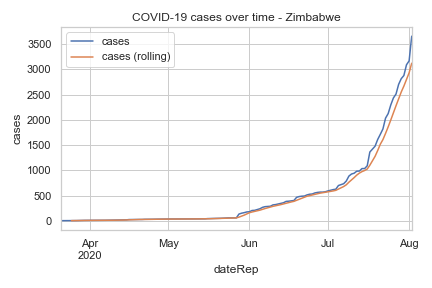 COVID-19 cases over time - Zimbabwe
cases
cases (rolling)
3500
3000
2500
2000
1500
1000
500
0
cases
Apr
2020
May
Jun
Jul
Aug
dateRep